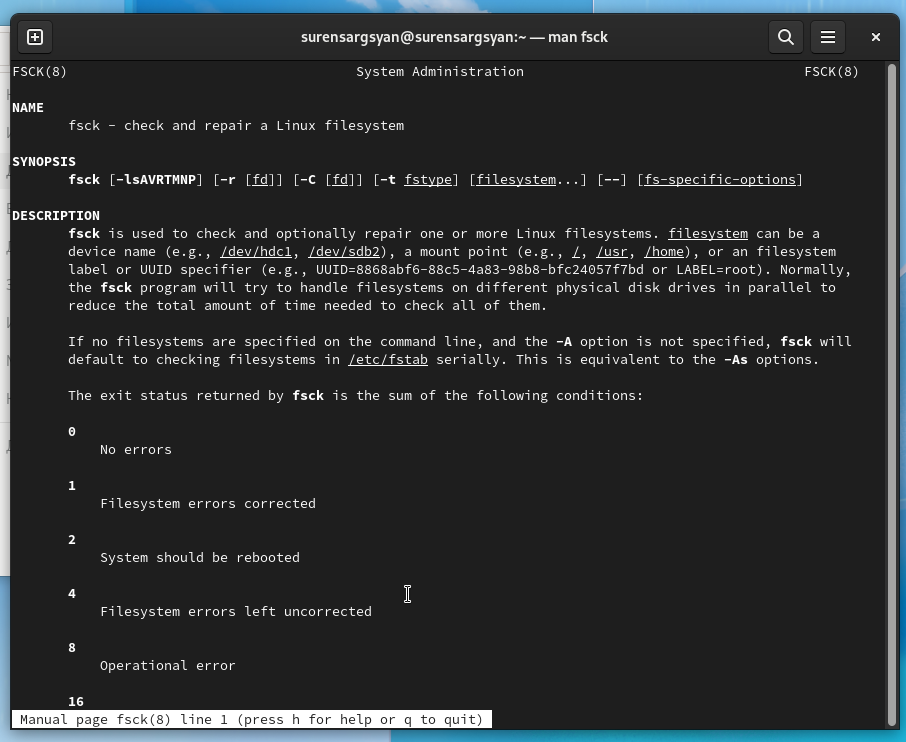 surensargsyan@surensargsyan:~ — man fsck
FSCK(8) System Administration FSCK(8)
NAME
fsck - check and repair a Linux filesystem
SYNOPSIS
fsck [-lsAVRTMNP] [-r [fd]] [-C [fd]] [-t fstype] [filesystem...] [--] [fs-specific-options]
DESCRIPTION
fsck is used to check and optionally repair one or more Linux filesystems. filesystem can be a
device name (e.g., /dev/hdc1, /dev/sdb2), a mount point (e.g., /, /usr, /home), or an filesystem
label or UUID specifier (e.g., UUID=8868abf6-88c5-4a83-98b8-bfc24057f7bd or LABEL=root). Normally,
the fsck program will try to handle filesystems on different physical disk drives in parallel to
reduce the total amount of time needed to check all of them.
If no filesystems are specified on the command line, and the -A option is not specified, fsck will
default to checking filesystems in /etc/fstab serially. This is equivalent to the -As options.
The exit status returned by fsck is the sum of the following conditions:
0
No errors
1
Filesystem errors corrected
2
System should be rebooted
4
Filesystem errors left uncorrected
8
Operational error
16
Manual page fsck(8) line 1 (press h for help or q to quit)